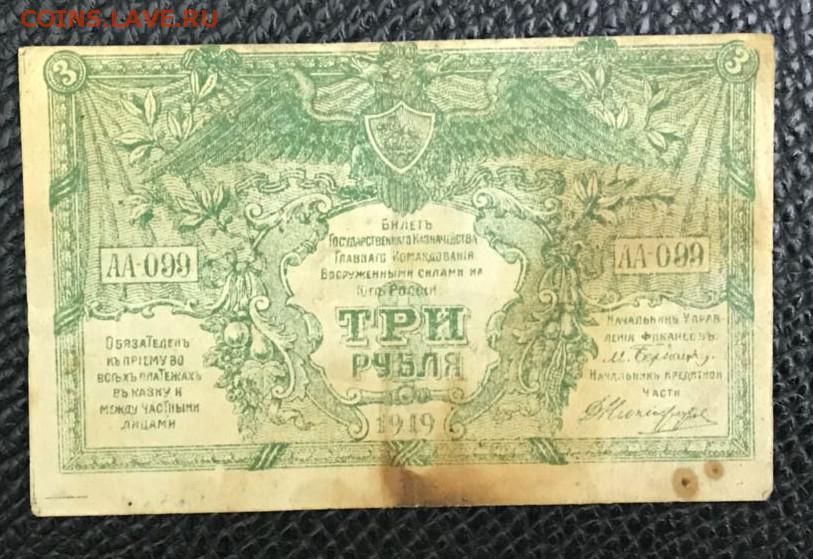 COINS.LAVE.RU
3
3
Билетъ
Государственнаго Казначейства
Главнаго Командованія
Вооруженными силами на
Югѣ Россіи
АА-099
АА-099
ТРИ
РУБЛЯ
Обязателенъ
къ пріему во
всѣхъ платежахъ
въ казну и
между частными
лицами
Начальникъ Управ-
ленія Финансовъ:
Начальникъ кредитной
части
1919